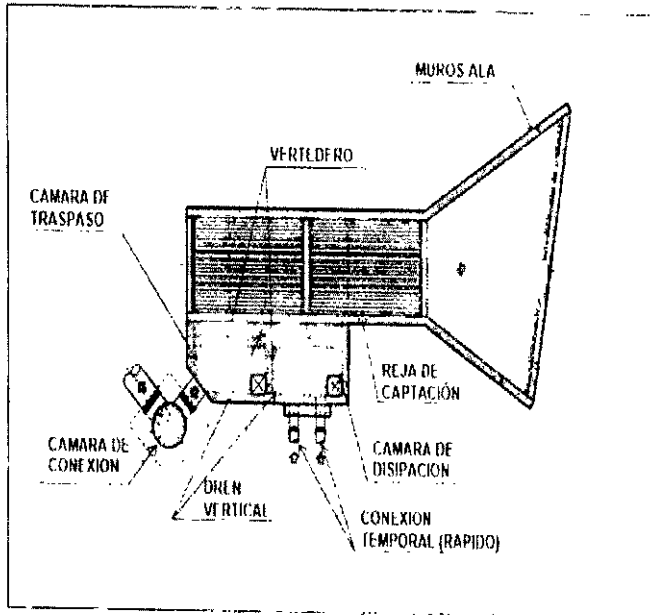 MUROS ALA
VERTEDERO
CAMARA DE
TRASPASO
REJA DE
CAPTACIÓN
CAMARA DE
CONEXION
CAMARA DE
DISIPACION
DREN
VERTICAL
CONEXION
TEMPORAL (RAPIDO)